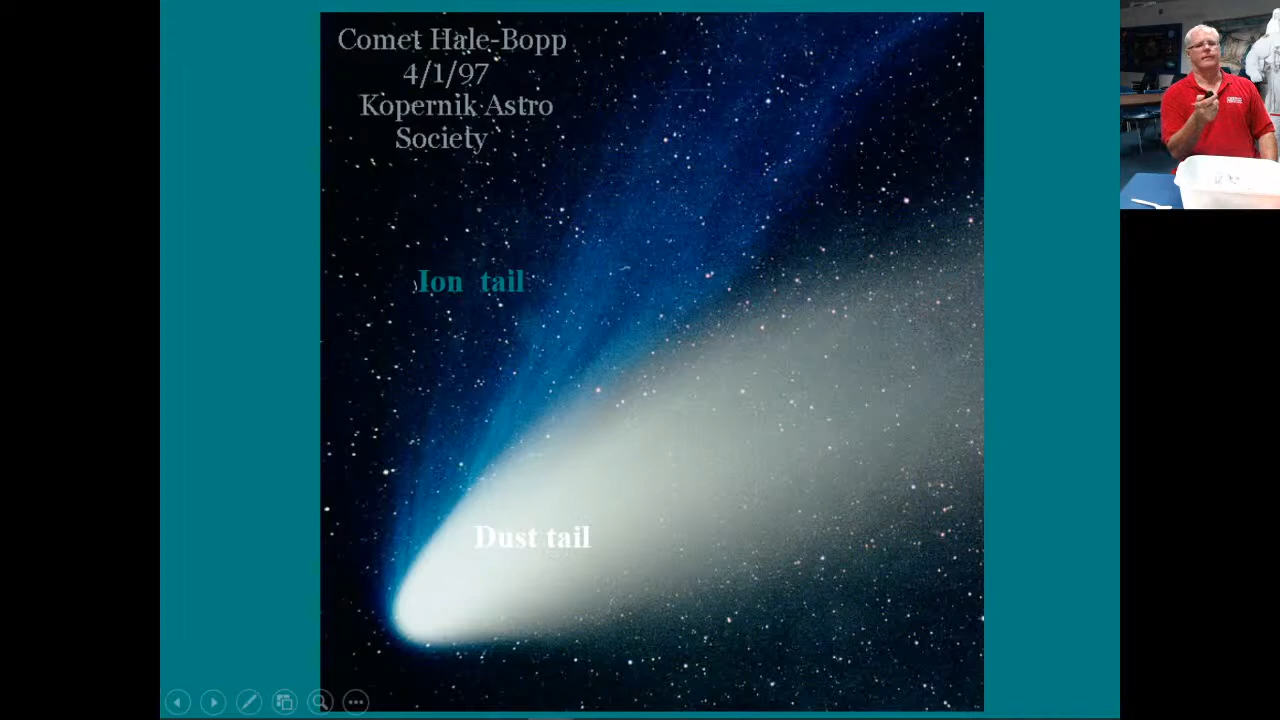 Comet Hale-Bopp
4/1/97
Kopernik Astro
Society
Ion tail
Dust tail